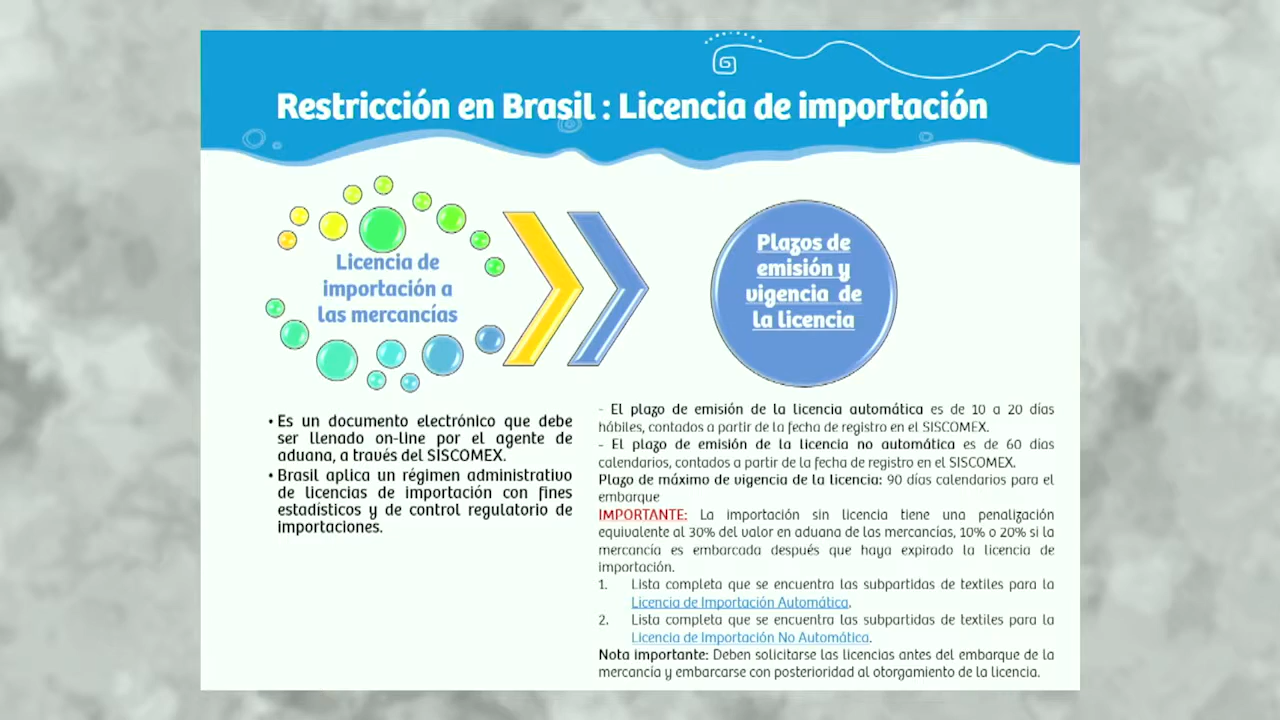 Restricción en Brasil : Licencia de importación
Licencia de
importación a
las mercancías
Plazos de
emisión y
vigencia de
la licencia
• Es un documento electrónico que debe
ser llenado on-line por el agente de
aduana, a través del SISCOMEX.
• Brasil aplica un régimen administrativo
de licencias de importación con fines
estadísticos y de control regulatorio de
importaciones.
- El plazo de emisión de la licencia automática es de 10 a 20 días
hábiles, contados a partir de la fecha de registro en el SISCOMEX.
- El plazo de emisión de la licencia no automática es de 60 días
calendarios, contados a partir de la fecha de registro en el SISCOMEX.
Plazo de máximo de vigencia de la licencia: 90 días calendarios para el
embarque
IMPORTANTE: La importación sin licencia tiene una penalización
equivalente al 30% del valor en aduana de las mercancías, 10% o 20% si la
mercancía es embarcada después que haya expirado la licencia de
importación.
1. Lista completa que se encuentra las subpartidas de textiles para la
Licencia de Importación Automática.
2. Lista completa que se encuentra las subpartidas de textiles para la
Licencia de Importación No Automática.
Nota importante: Deben solicitarse las licencias antes del embarque de la
mercancía y embarcarse con posterioridad al otorgamiento de la licencia.